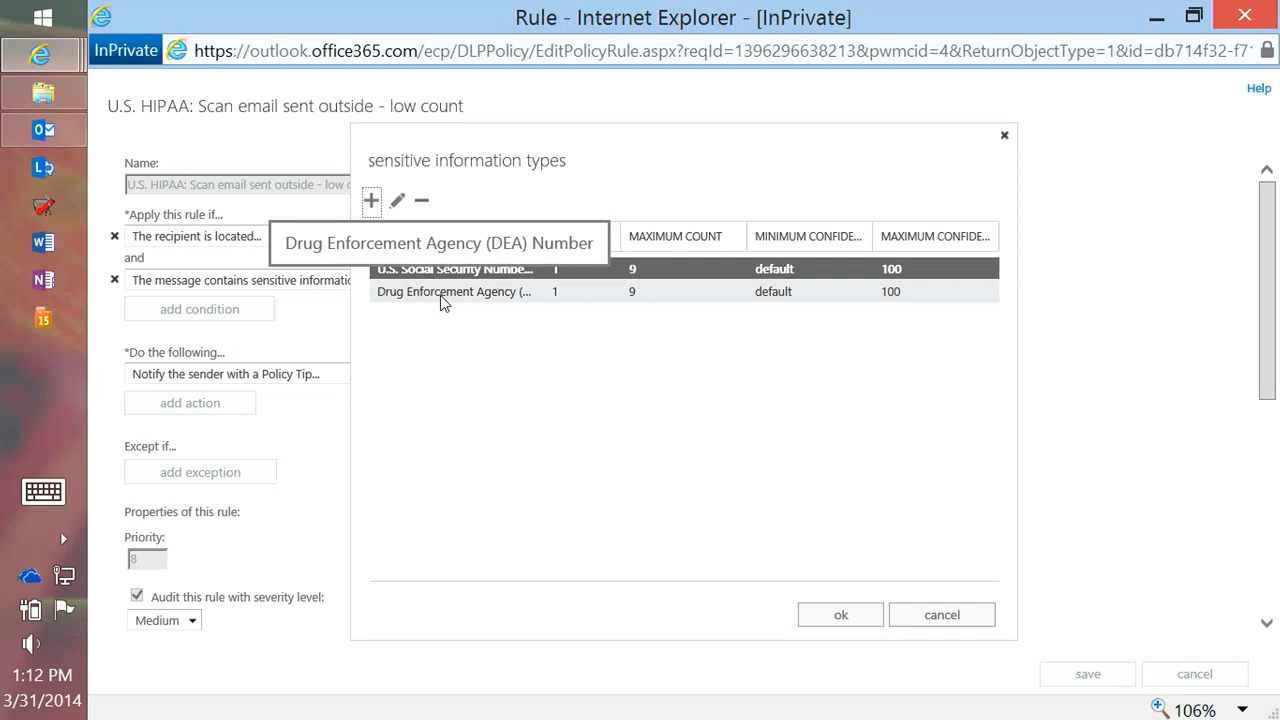 Rule - Internet Explorer - [InPrivate]
InPrivate
https://outlook.office365.com/ecp/DLPPolicy/EditPolicyRule.aspx?reqId=1396296638213&pwmcid=4&ReturnObjectType=1&id=db714f32-f7
Help
U.S. HIPAA: Scan email sent outside - low count
Name:
U.S. HIPAA: Scan email sent outside - low
*Apply this rule if...
The recipient is located...
and
The message contains sensitive informatio
add condition
*Do the following...
Notify the sender with a Policy Tip...
add action
Except if...
add exception
Properties of this rule:
Priority:
8
Audit this rule with severity level:
Medium
sensitive information types
Drug Enforcement Agency (DEA) Number
MAXIMUM COUNT MINIMUM CONFIDE... MAXIMUM CONFIDE...
U.S. Social Security Numbe... 1 9 default 100
Drug Enforcement Agency (... 1 9 default 100
ok cancel
save cancel
15
1:12 PM
3/31/2014
106%